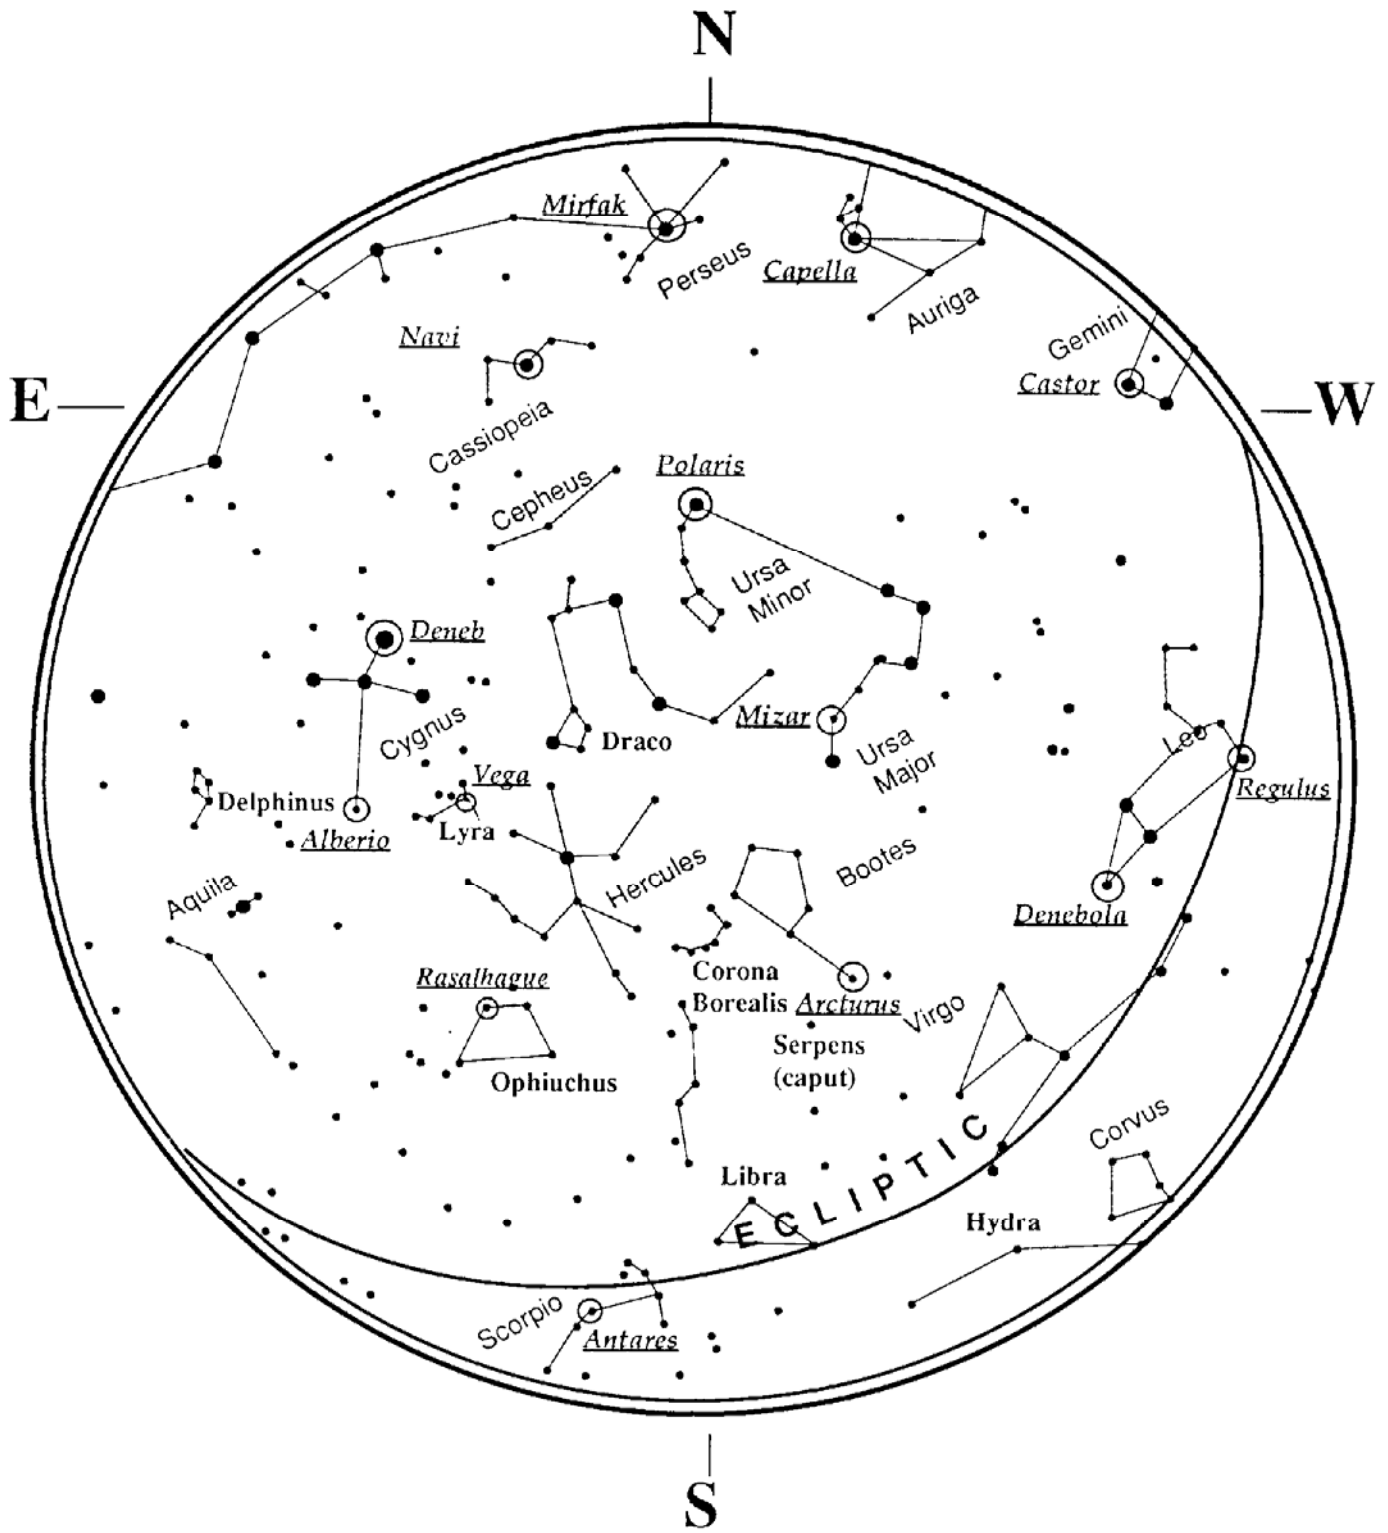 N
Mirfak
Perseus
Capella
Auriga
Gemini
Navi
Castor
E
W
Cassiopeia
Polaris
Cepheus
Ursa
Minor
Deneb
Cygnus
Draco
Mizar
Ursa
Major
Leo
Regulus
Vega
Delphinus
Alberio
Lyra
Aquila
Hercules
Bootes
Denebola
Rasalhague
Corona
Borealis
Arcturus
Virgo
Serpens
(caput)
Ophiuchus
Corvus
Libra
ECLIPTIC
Hydra
Scorpio
Antares
S